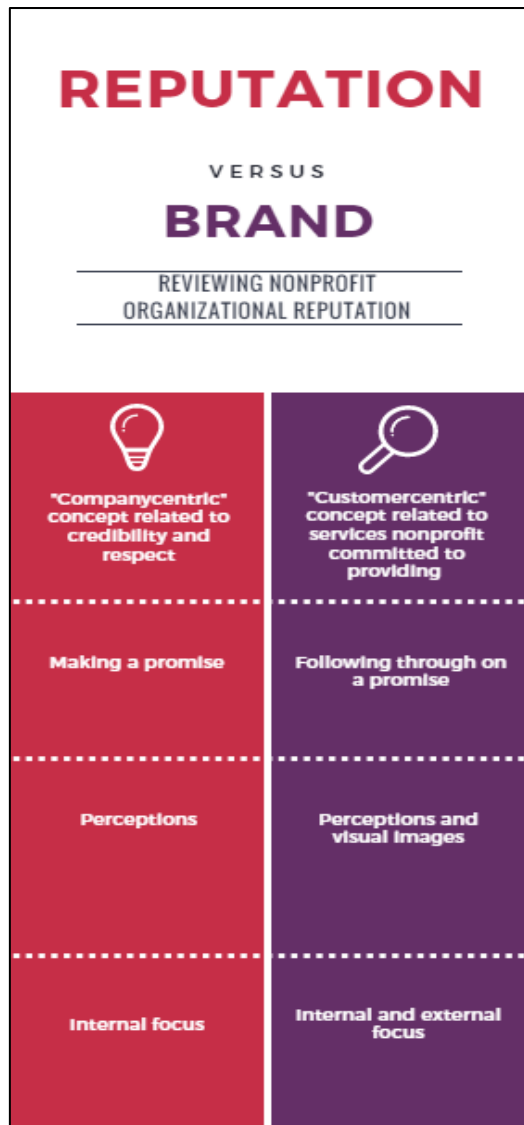 REPUTATION
VERSUS
BRAND
REVIEWING NONPROFIT
ORGANIZATIONAL REPUTATION
"Companycentric"
concept related to
credibility and
respect
"Customercentric"
concept related to
services nonprofit
committed to
providing
Making a promise
Following through on
a promise
Perceptions
Perceptions and
visual images
Internal focus
Internal and external
focus